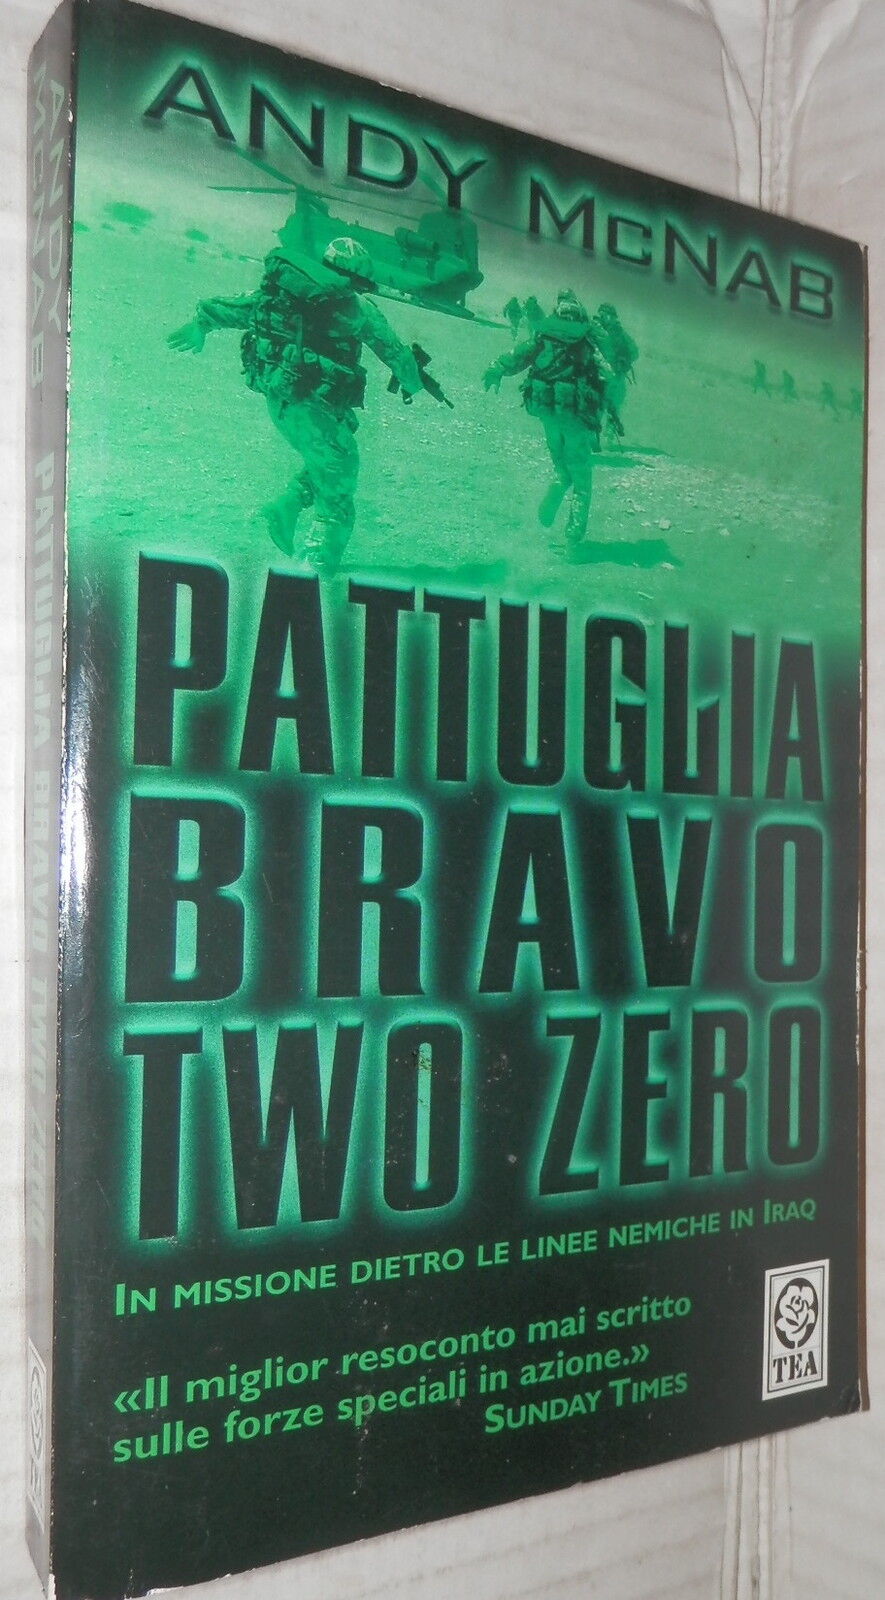 ANDY McNAB
PATTUGLIA
BRAVO
TWO ZERO
IN MISSIONE DIETRO LE LINEE NEMICHE IN IRAQ
«Il miglior resoconto mai scritto
sulle forze speciali in azione.»
SUNDAY TIMES
TEA
ANDY
McNAB
PATTUGLIA BRAVO TWO ZERO
TEA